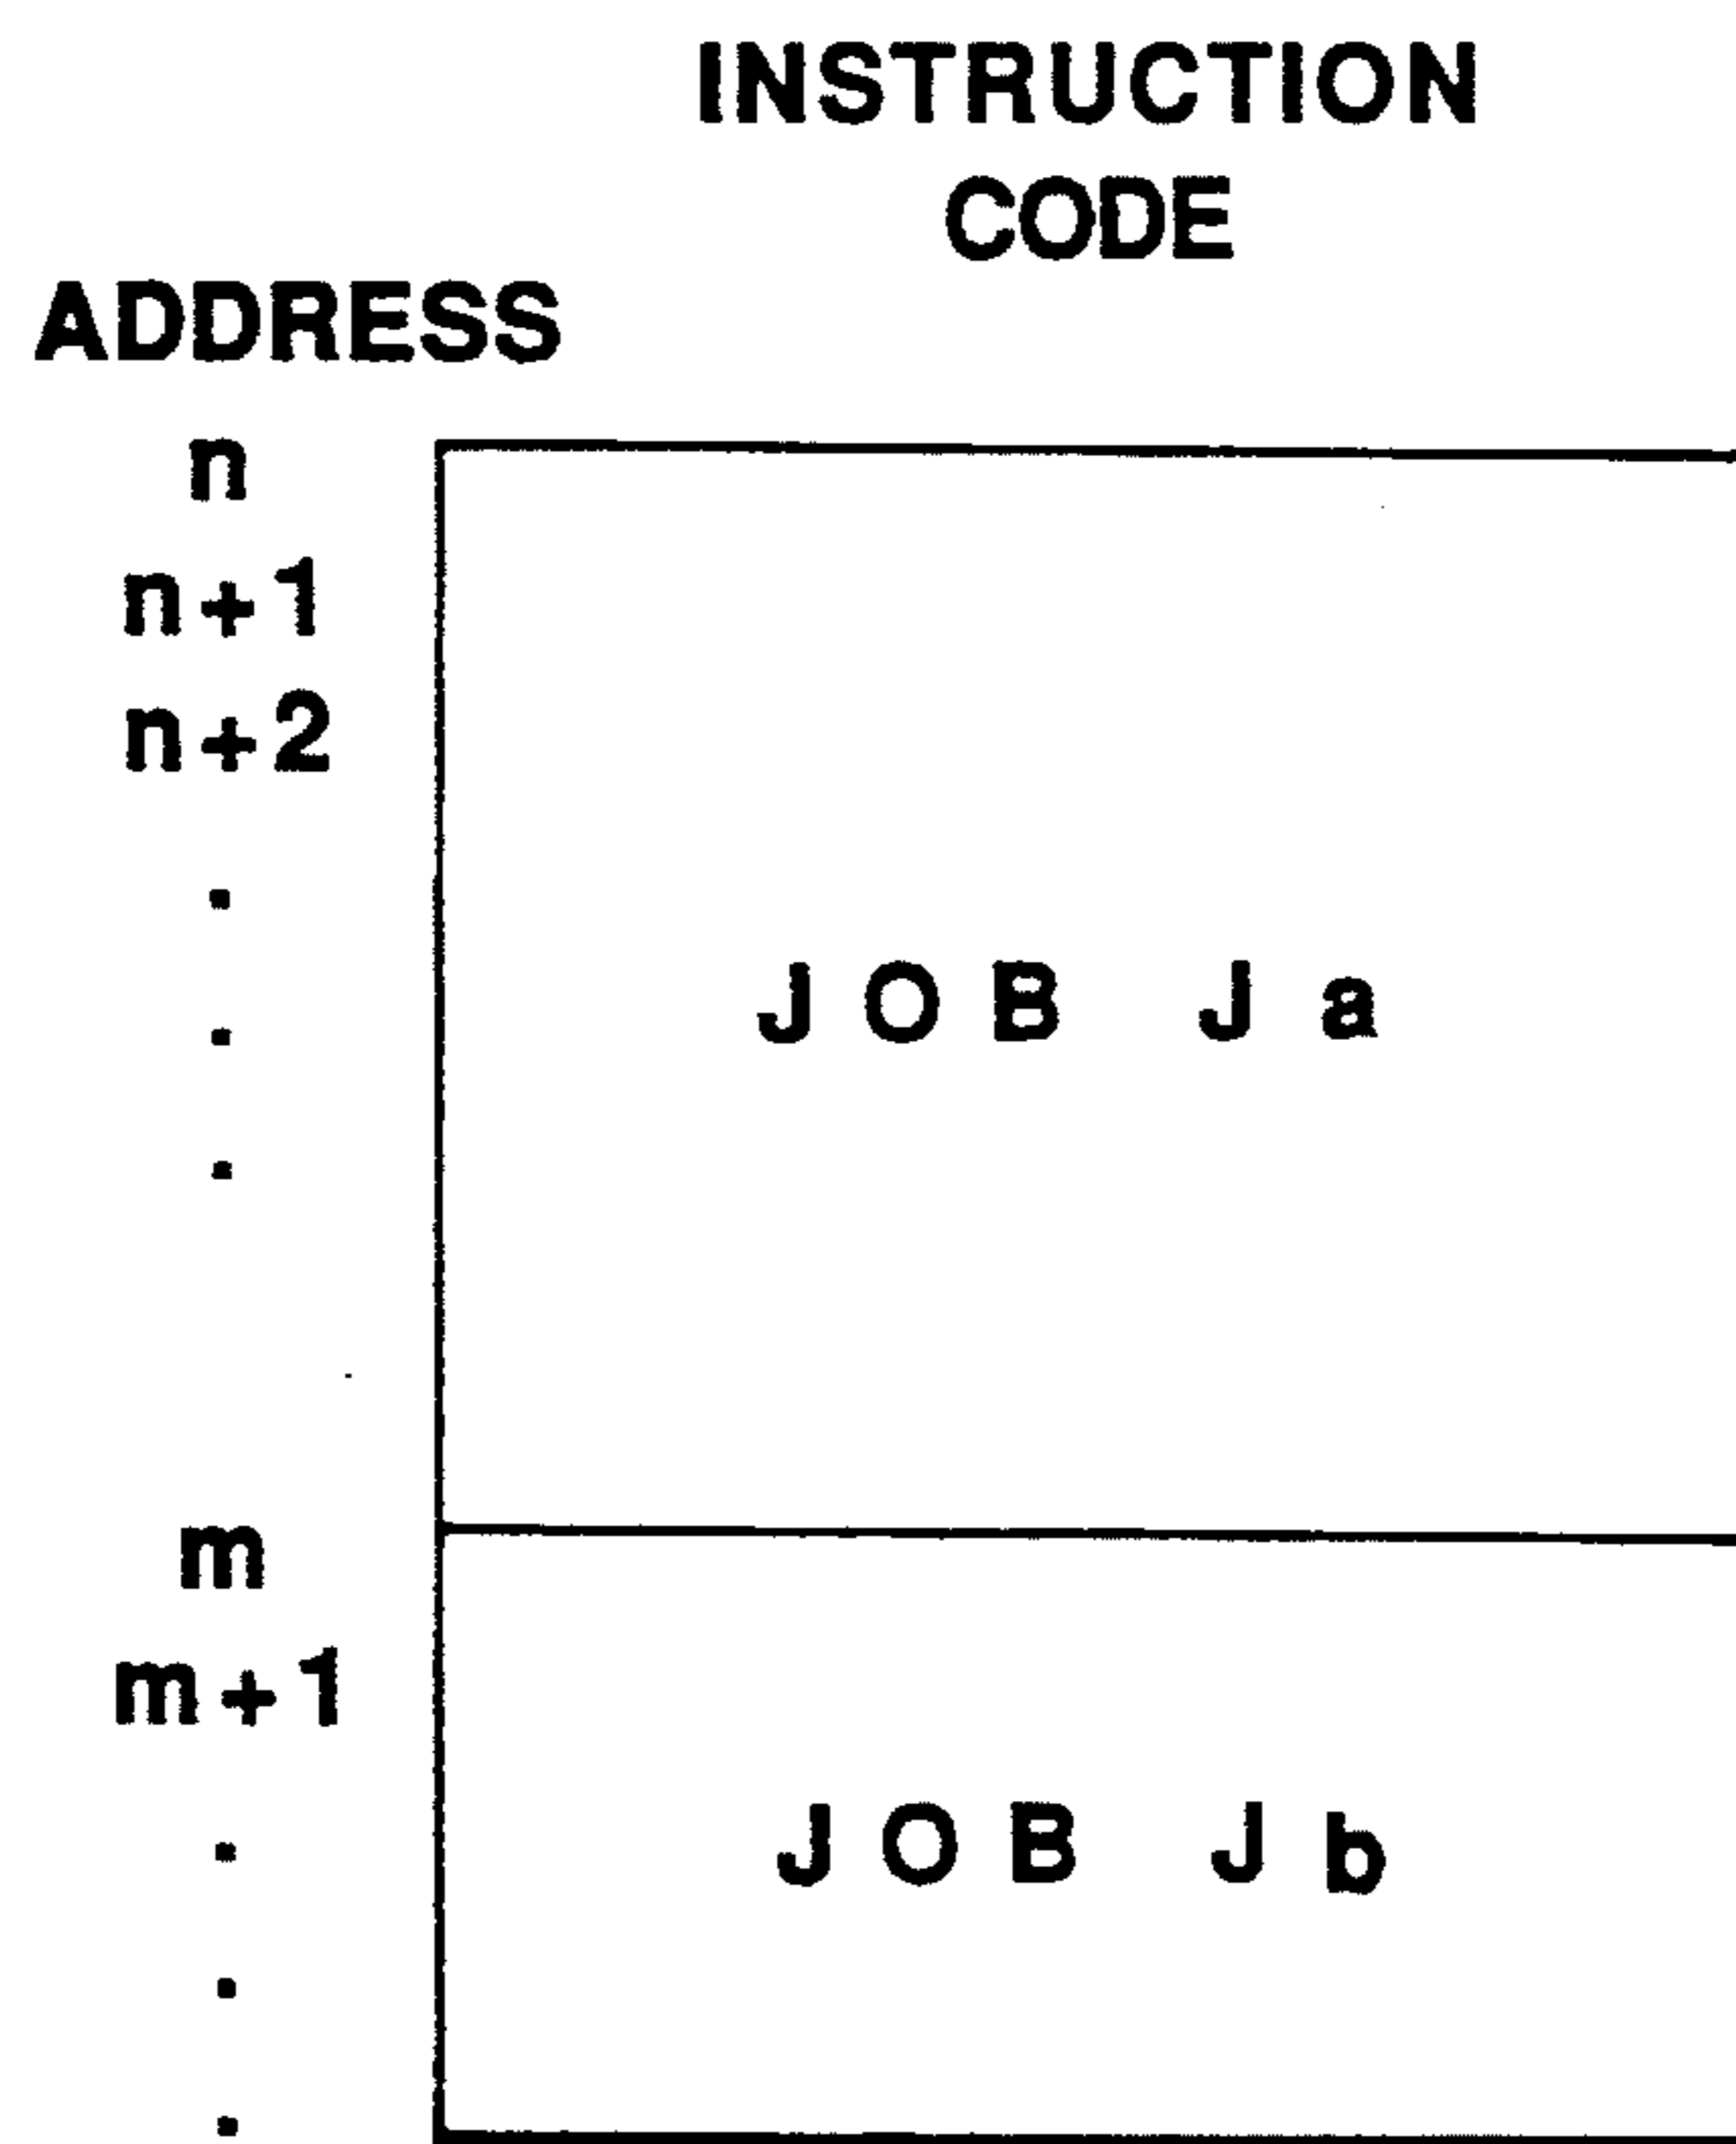 INSTRUCTION
CODE
ADDRESS
n
n+1
n+2
.
.
JOB Ja
.
m
m+1
.
JOB Jb
.
.